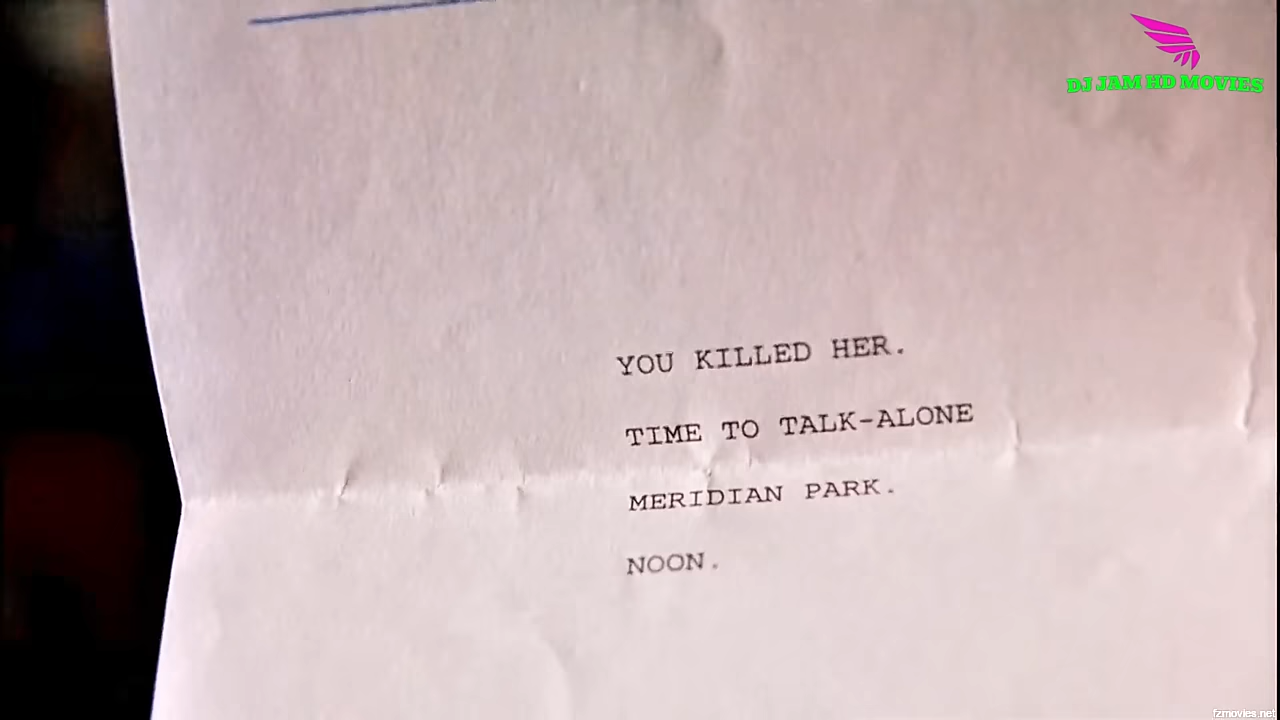 DJ JAM HD MOVIES
YOU KILLED HER.
TIME TO TALK-ALONE
MERIDIAN PARK.
NOON.
fzmovies.net